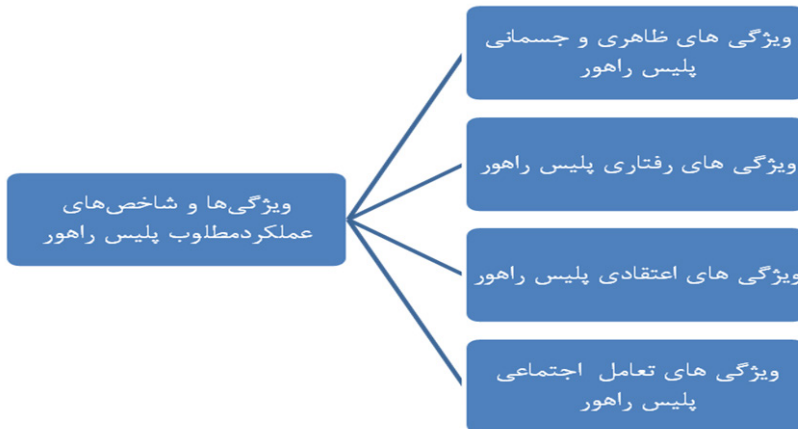 ویژگی های ظاهری و جسمانی
پلیس راهور
ویژگی های رفتاری پلیس راهور
ویژگی‌ها و شاخص‌های
عملکردمطلوب پلیس راهور
ویژگی های اعتقادی پلیس راهور
ویژگی های تعامل اجتماعی
پلیس راهور